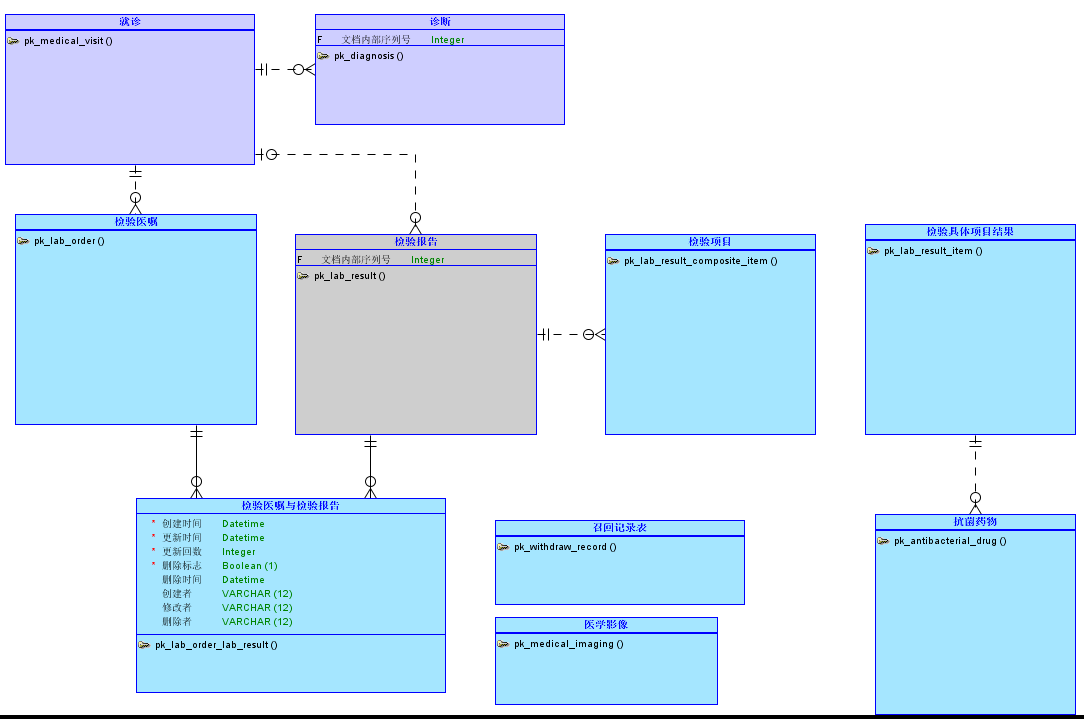 就诊
pk_medical_visit ()
诊断
F 文档内部序列号 Integer
pk_diagnosis ()
检验医嘱
pk_lab_order ()
检验报告
F 文档内部序列号 Integer
pk_lab_result ()
检验项目
pk_lab_result_composite_item ()
检验具体项目结果
pk_lab_result_item ()
检验医嘱与检验报告
* 创建时间 Datetime
* 更新时间 Datetime
* 更新回数 Integer
* 删除标志 Boolean (1)
删除时间 Datetime
创建者 VARCHAR (12)
修改者 VARCHAR (12)
删除者 VARCHAR (12)
pk_lab_order_lab_result ()
召回记录表
pk_withdraw_record ()
医学影像
pk_medical_imaging ()
抗菌药物
pk_antibacterial_drug ()